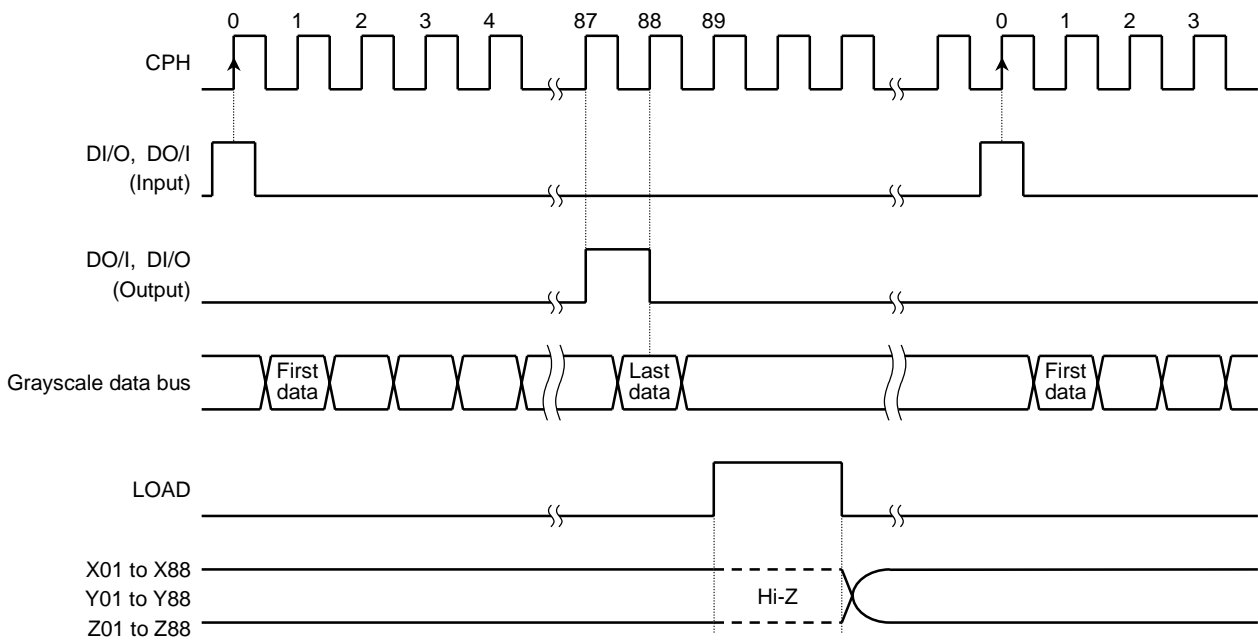 0 1 2 3 4 87 88 89 0 1 2 3
CPH
DI/O, DO/I
(Input)
DO/I, DI/O
(Output)
Grayscale data bus
First
data
Last
data
First
data
LOAD
X01 to X88
Y01 to Y88
Z01 to Z88
Hi-Z